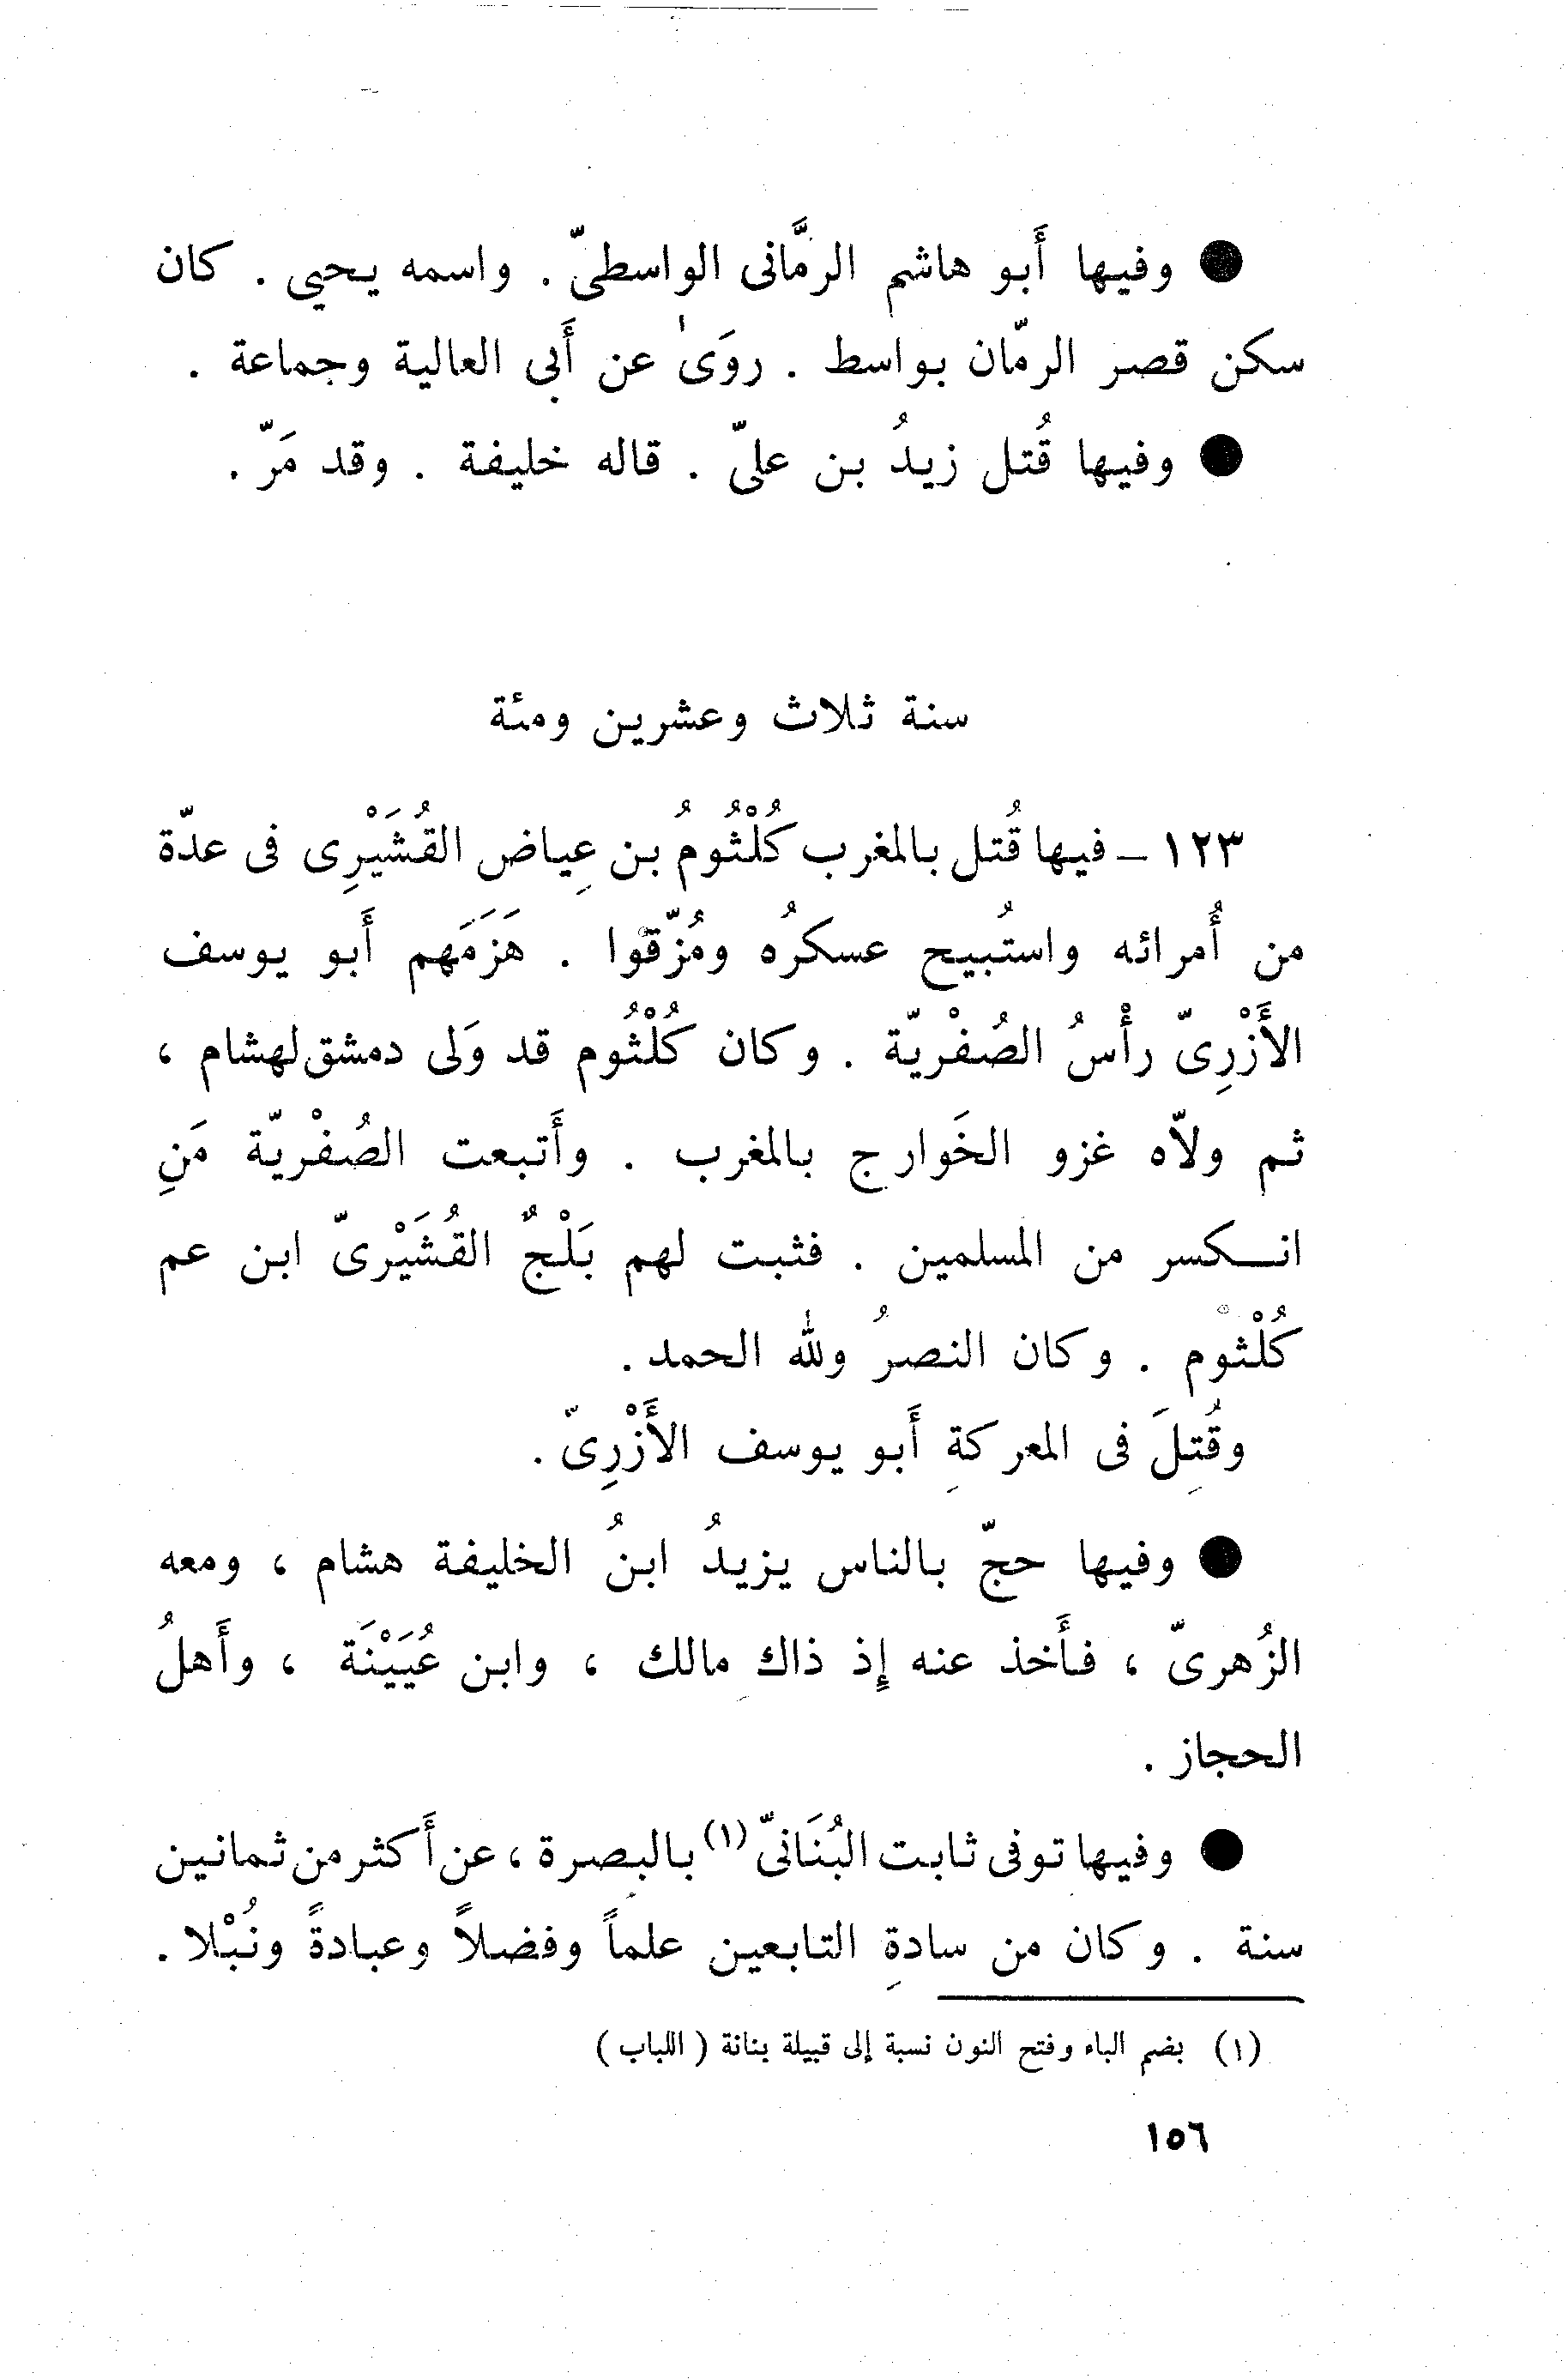 ● وفيها أَبو هاشم الرمَّانى الواسطىّ . واسمه يحيى . كان
سكن قصر الرمّان بواسط . روَىٰ عن أَبى العالية وجماعة .
● وفيها قُتل زيدُ بن علىّ . قاله خليفة . وقد مَرّ .
سنة ثلاث وعشرين ومئة
١٢٣ – فيها قُتل بالمغرب كُلْثُومُ بن عِياض القُشَيْرِى فى عدّة
من أُمرائه واستُبيح عسكرُه ومُزّقوا . هَزَمَهم أَبو يوسف
الأَزْرِىّ رأْسُ الصُفْريّة . وكان كُلْثُوم قد وَلى دمشق لهشام ،
ثم ولاّه غزو الخَوارج بالمغرب . وأَتبعت الصُفْريّة مَنِ
انـكسر من المسلمين . فثبت لهم بَلْجٌ القُشَيْرىّ ابن عم
كُلْثوم . وكان النصرُ ولله الحمد .
وقُتِلَ فى المعركةِ أَبو يوسف الأَزْرِىّ .
● وفيها حجّ بالناس يزيدُ ابنُ الخليفة هشام ، ومعه
الزُهرىّ ، فأَخذ عنه إِذ ذاك مالك ، وابن عُيَيْنَة ، وأَهلُ
الحجاز .
● وفيها توفى ثابت البُنَانىّ(١) بالبصرة ، عن أَكثر من ثمانين
سنة . وكان من سادةِ التابعين علماً وفضلاً وعبادةً ونُبْلا .
(١) بضم الباء وفتح النون نسبة إلى قبيلة بنانة ( اللباب )
١٥٦